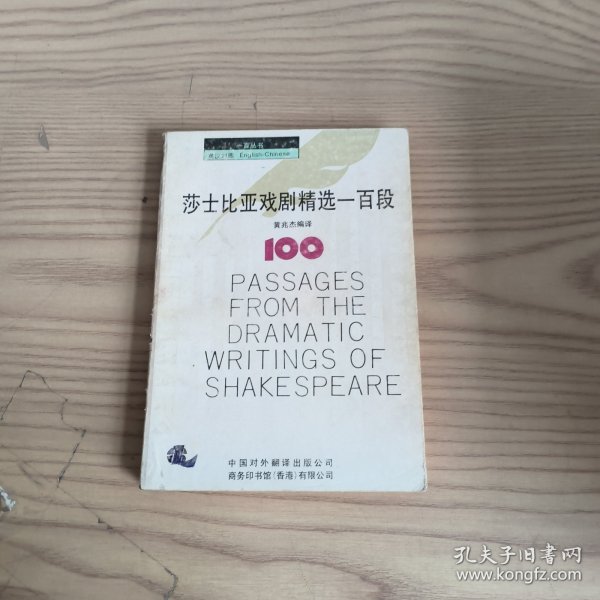 一百丛书
英汉对照 English-Chinese
莎士比亚戏剧精选一百段
黄兆杰编译
100
PASSAGES
FROM THE
DRAMATIC
WRITINGS OF
SHAKESPEARE
中国对外翻译出版公司
商务印书馆(香港)有限公司
孔夫子旧书网
www.kongfz.com